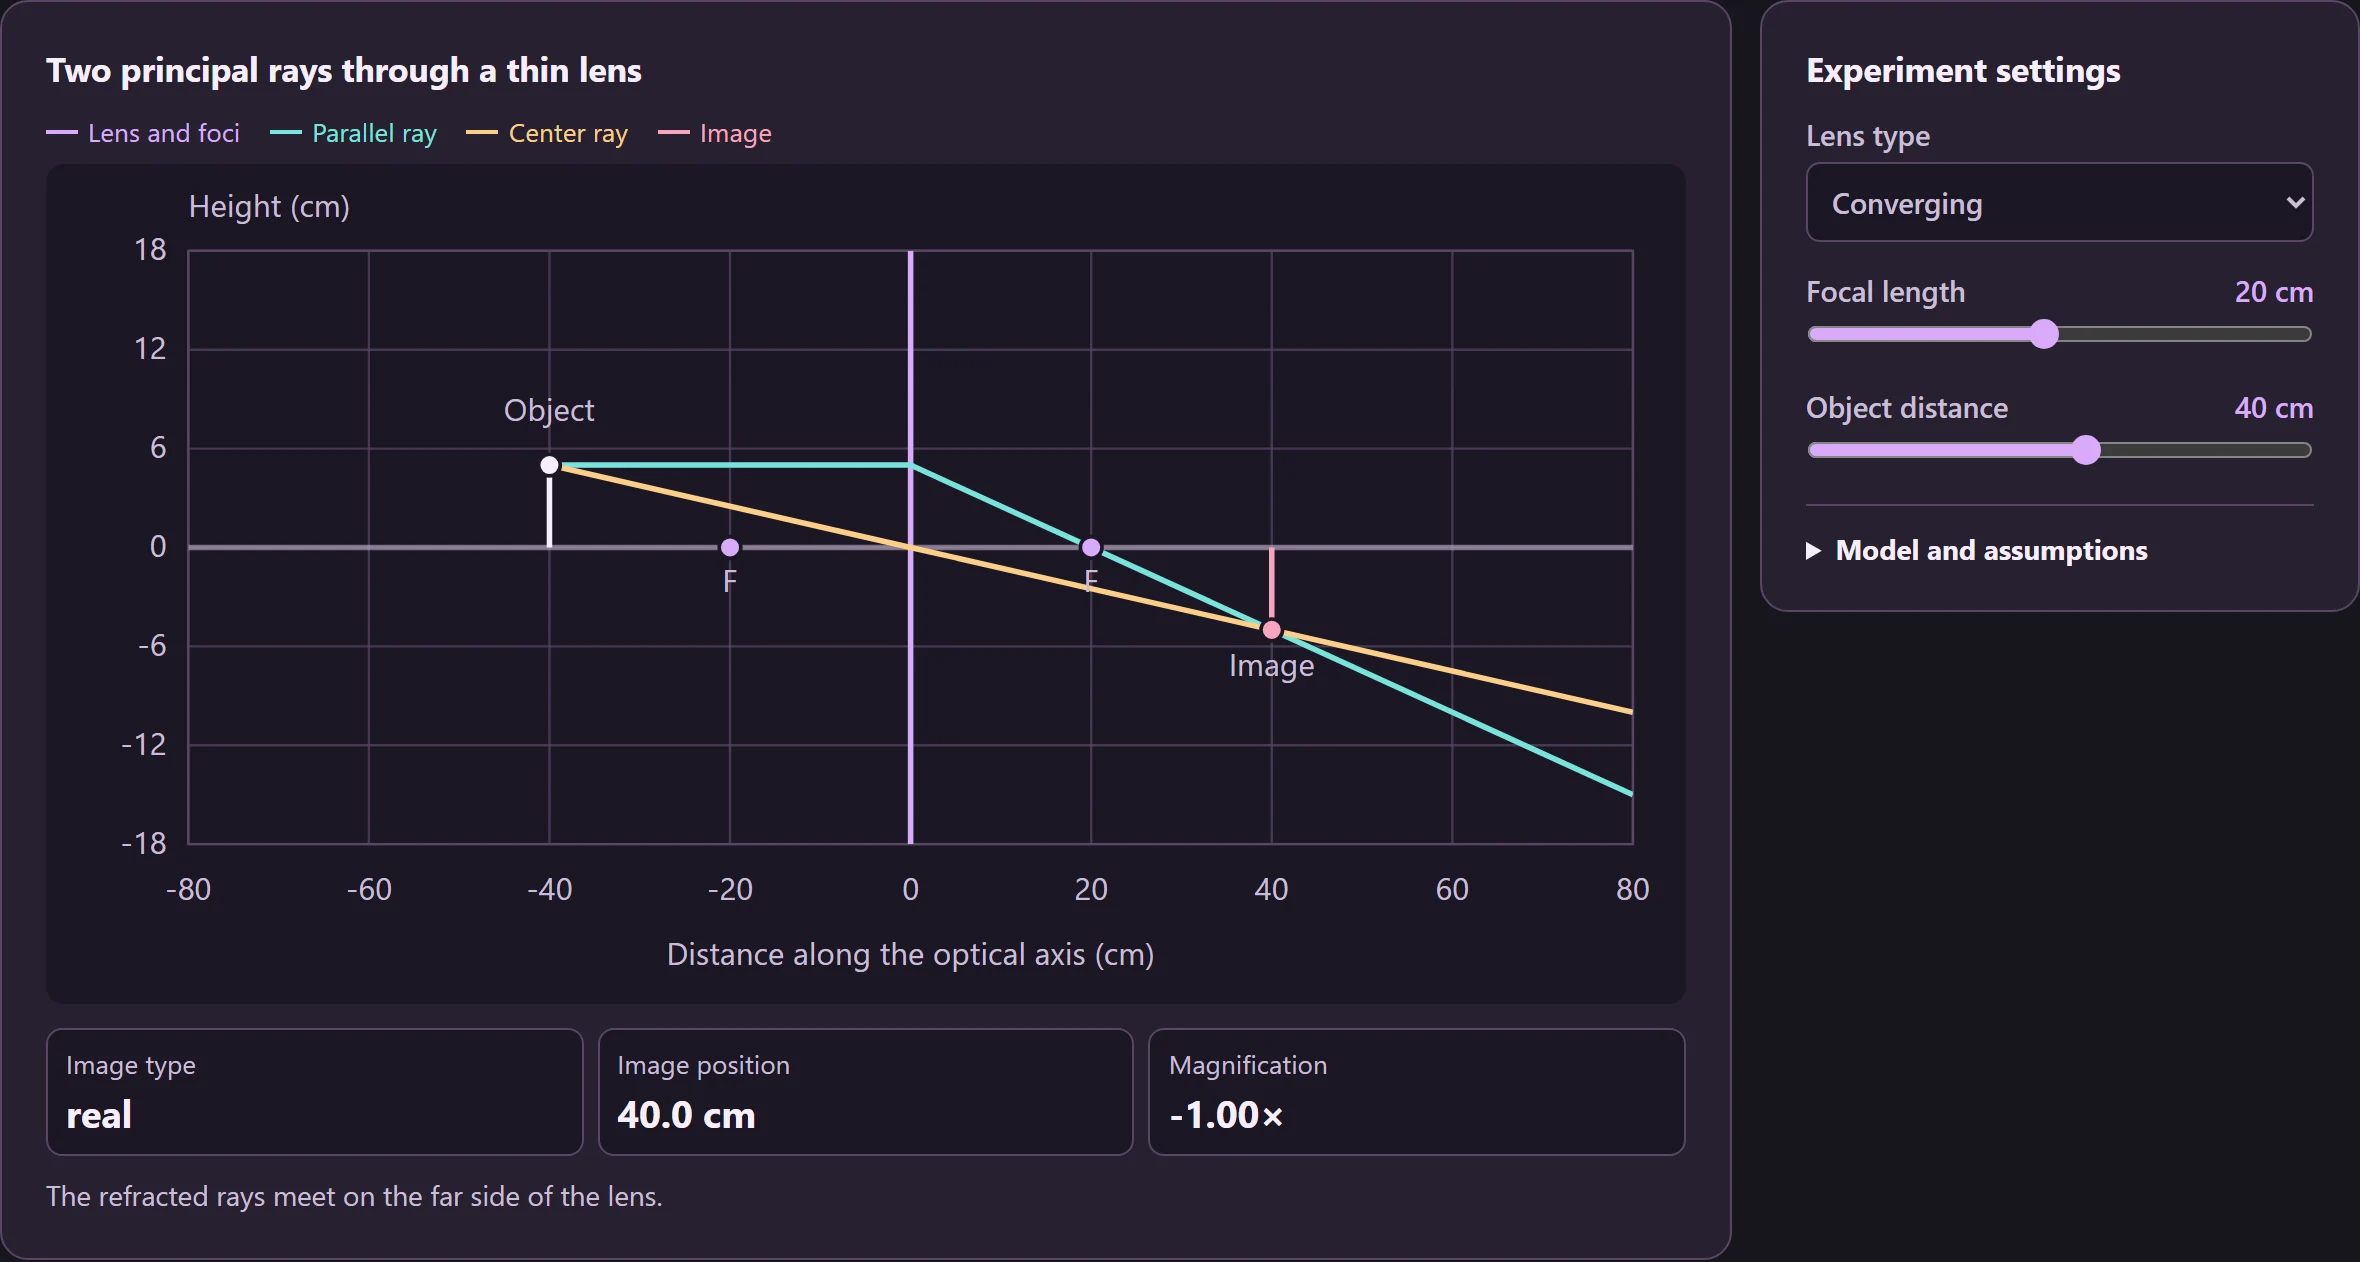 Two principal rays through a thin lens
Lens and foci
Parallel ray
Center ray
Image
Height (cm)
18
12
6
0
-6
-12
-18
Object
F
F
Image
-80
-60
-40
-20
0
20
40
60
80
Distance along the optical axis (cm)
Image type
real
Image position
40.0 cm
Magnification
-1.00×
The refracted rays meet on the far side of the lens.
Experiment settings
Lens type
Converging
Focal length
20 cm
Object distance
40 cm
Model and assumptions